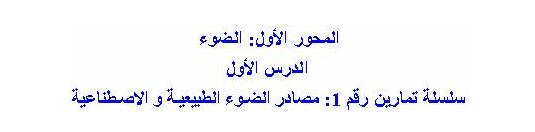 المحور الأول: الضوء
الدرس الأول
سلسلة تمارين رقم 1: مصادر الضوء الطبيعية و الاصطناعية